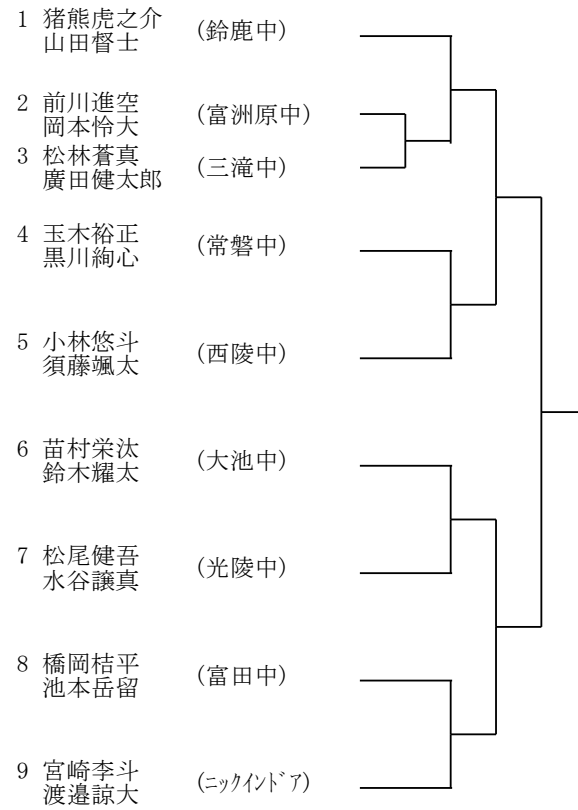 1 猪熊虎之介 (鈴鹿中)
山田督士
2 前川進空 (富洲原中)
岡本怜大
3 松林蒼真 (三滝中)
廣田健太郎
4 玉木裕正 (常磐中)
黒川絢心
5 小林悠斗 (西陵中)
須藤颯太
6 苗村栄汰 (大池中)
鈴木耀太
7 松尾健吾 (光陵中)
水谷譲真
8 橋岡桔平 (富田中)
池本岳留
9 宮崎李斗 (ニックインドア)
渡邉諒大